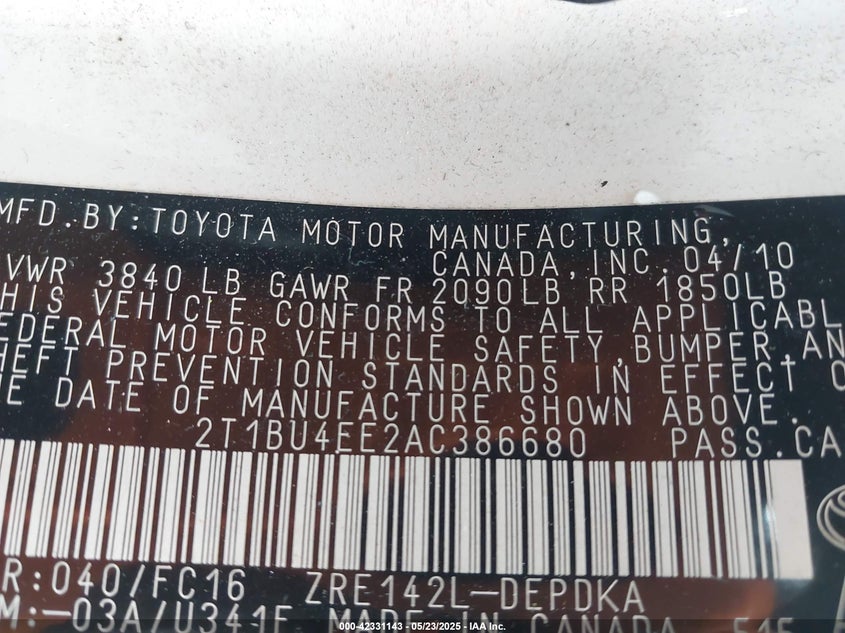 MFD.BY:TOYOTA MOTOR MANUFACTURING,
CANADA,INC. 04/10
VWR 3840 LB GAWR FR 2090LB RR 1850LB
HIS VEHICLE CONFORMS TO ALL APPLICABL
EDERAL MOTOR VEHICLE SAFETY,BUMPER,AN
HEFT PREVENTION STANDARDS IN EFFECT O
HE DATE OF MANUFACTURE SHOWN ABOVE.
2T1BU4EE2AC386680 PASS.CA
R:040/FC16 ZRE142L-DEPDKA
M:-03A/U341F MADE IN CANADA
000-42331143 - 05/23/2025 - IAA Inc.